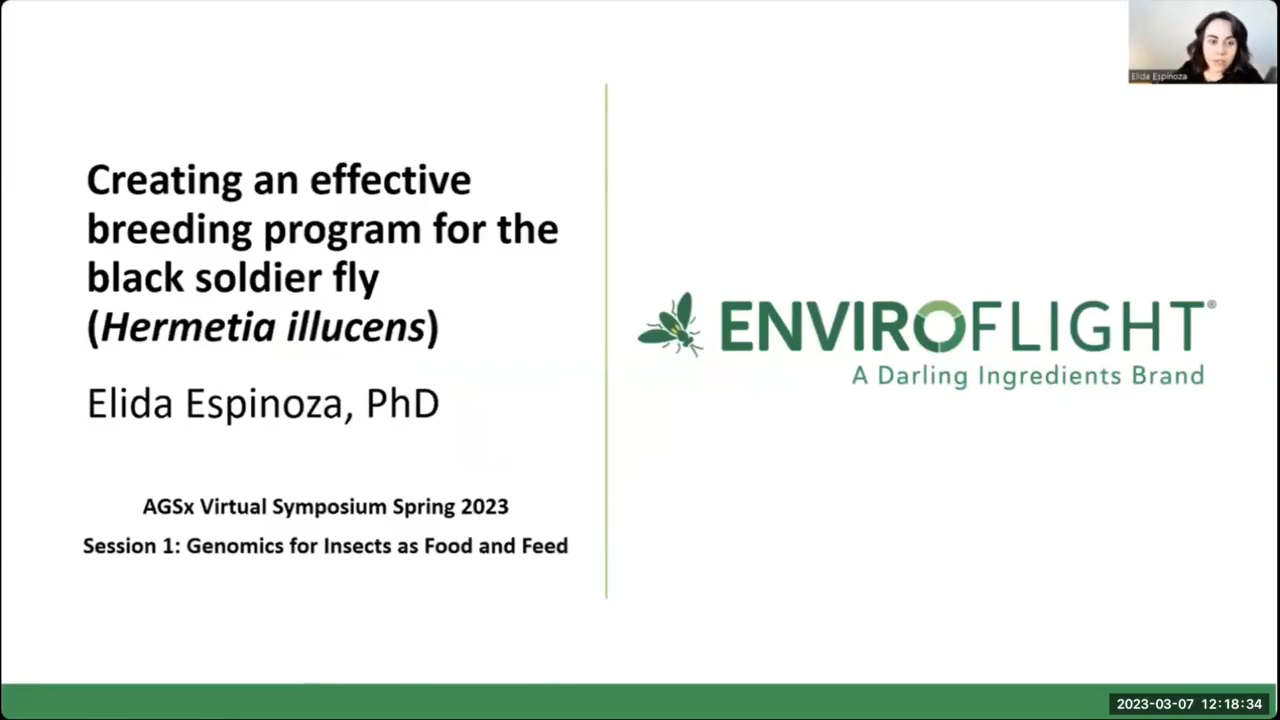 Elida Espinoza
Creating an effective
breeding program for the
black soldier fly
(Hermetia illucens)
Elida Espinoza, PhD
AGSx Virtual Symposium Spring 2023
Session 1: Genomics for Insects as Food and Feed
ENVIROFLIGHT®
A Darling Ingredients Brand
2023-03-07 12:18:34